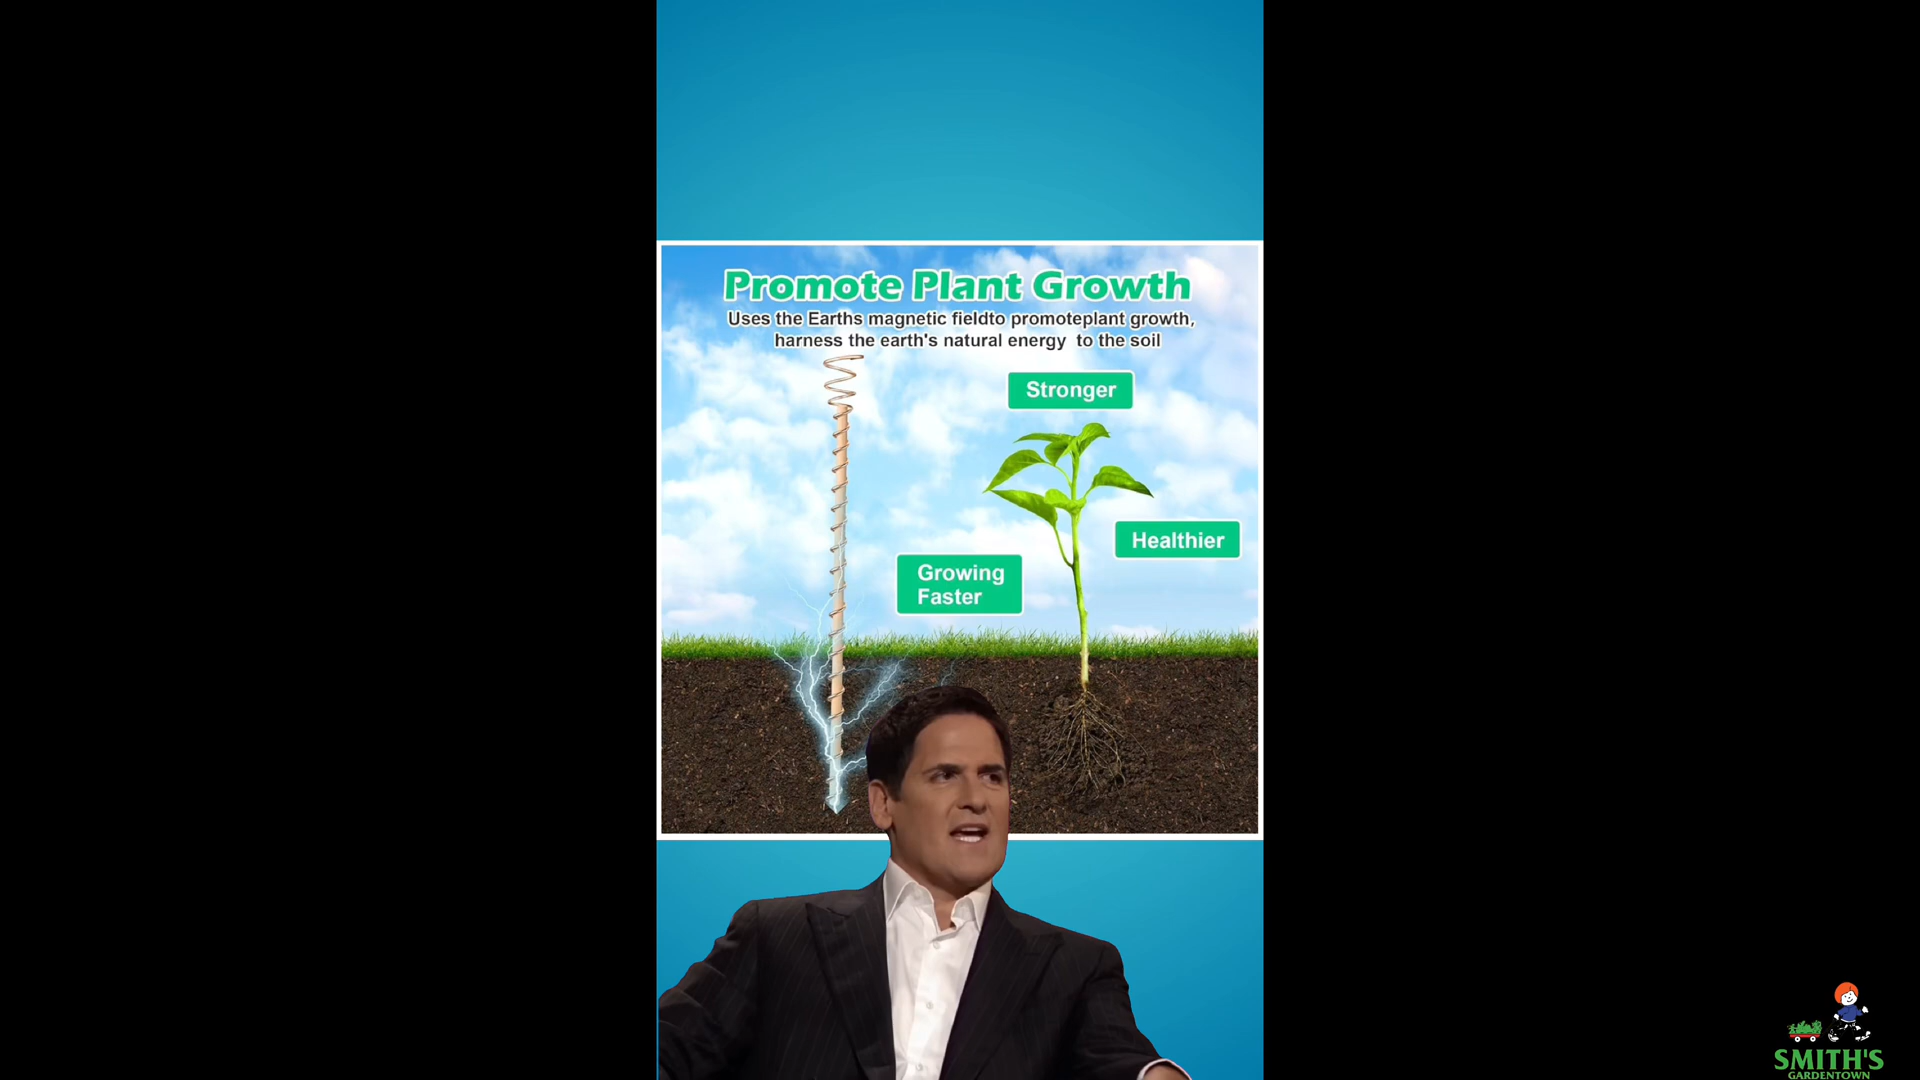 Promote Plant Growth
Uses the Earths magnetic fieldto promoteplant growth,
harness the earth's natural energy to the soil
Stronger
Healthier
Growing
Faster
SMITH'S
GARDENTOWN